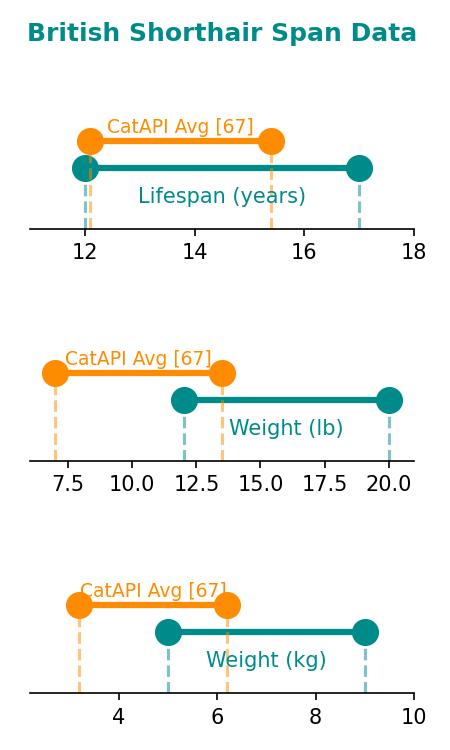 British Shorthair Span Data
CatAPI Avg [67]
Lifespan (years)
12 14 16 18
CatAPI Avg [67]
Weight (lb)
7.5 10.0 12.5 15.0 17.5 20.0
CatAPI Avg [67]
Weight (kg)
4 6 8 10